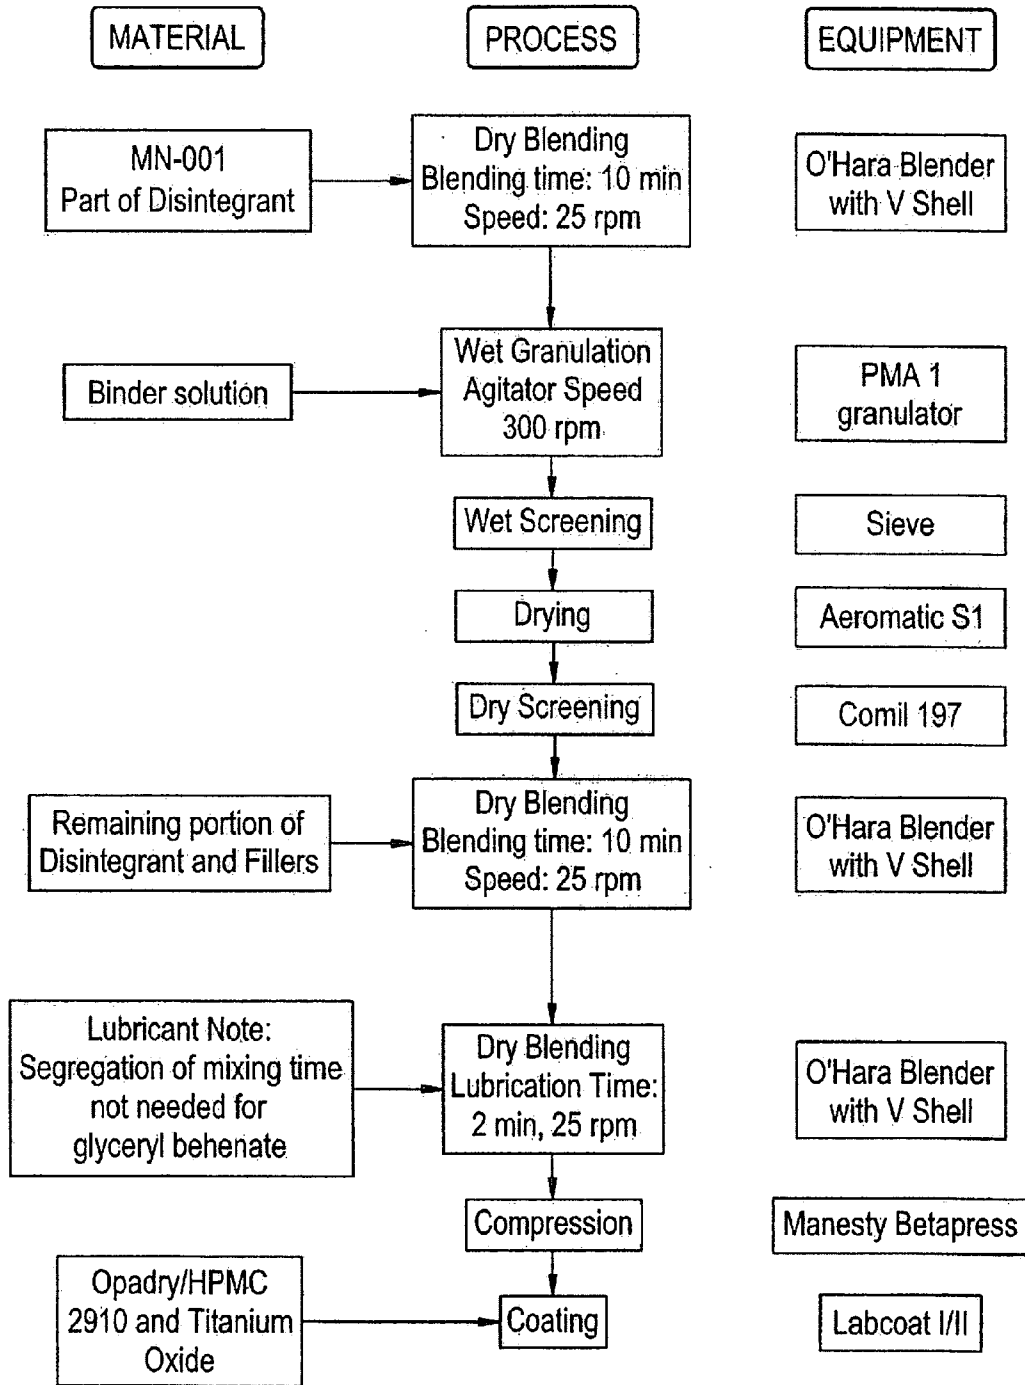 MATERIAL
PROCESS
EQUIPMENT
MN-001
Part of Disintegrant
Dry Blending
Blending time: 10 min
Speed: 25 rpm
O'Hara Blender
with V Shell
Binder solution
Wet Granulation
Agitator Speed
300 rpm
PMA 1
granulator
Wet Screening
Sieve
Drying
Aeromatic S1
Dry Screening
Comil 197
Remaining portion of
Disintegrant and Fillers
Dry Blending
Blending time: 10 min
Speed: 25 rpm
O'Hara Blender
with V Shell
Lubricant Note:
Segregation of mixing time
not needed for
glyceryl behenate
Dry Blending
Lubrication Time:
2 min, 25 rpm
O'Hara Blender
with V Shell
Compression
Manesty Betapress
Opadry/HPMC
2910 and Titanium
Oxide
Coating
Labcoat I/II